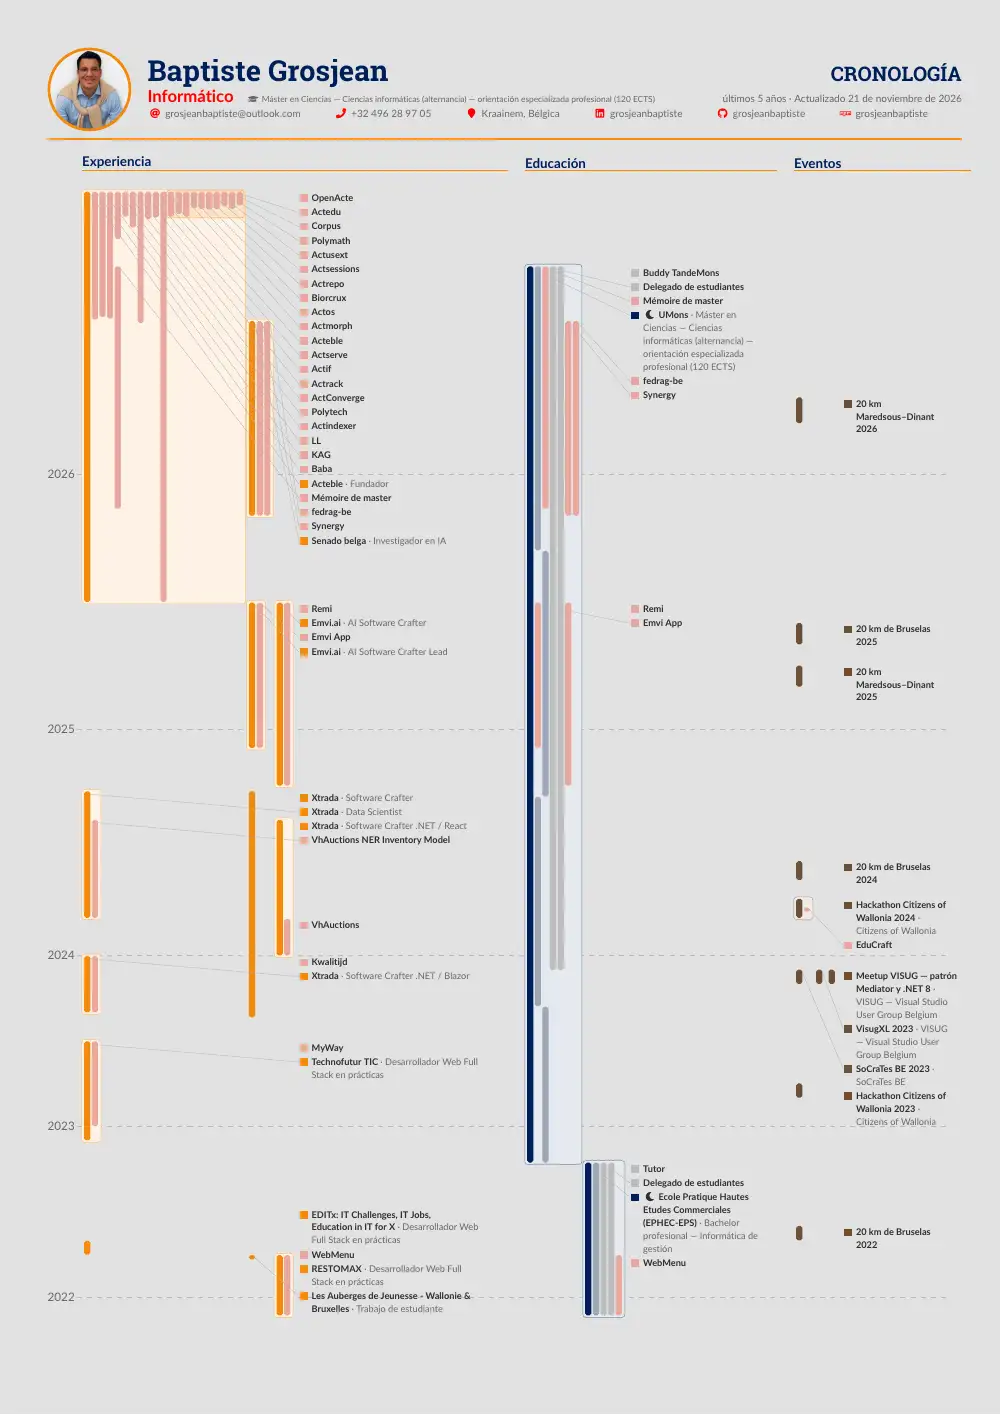 Baptiste Grosjean
CRONOLOGÍA
Informático
Máster en Ciencias — Ciencias informáticas (alternancia) — orientación especializada profesional (120 ECTS)
últimos 5 años · Actualizado 21 de noviembre de 2026
grosjeanbaptiste@outlook.com
+32 496 28 97 05
Kraainem, Belgica
grosjeanbaptiste
grosjeanbaptiste
grosjeanbaptiste
Experiencia
OpenActe
Actedu
Corpus
Polymath
Actusext
Actsessions
Actrepo
Biorcrux
Actos
Actmorph
Acteble
Actserve
Actif
Actrack
ActConverge
Polytech
Actindexer
LL
KAG
Baba
2026
Acteble · Fundador
Mémoire de master
fedrag-be
Synergy
Senado belga · Investigador en IA
Remi
Emvi.ai · AI Software Crafter
Emvi App
Emvi.ai · AI Software Crafter Lead
2025
Xtrada · Software Crafter
Xtrada · Data Scientist
Xtrada · Software Crafter .NET / React
VhAuctions NER Inventory Model
VhAuctions
2024
Kwalitijd
Xtrada · Software Crafter .NET / Blazor
MyWay
Technofutur TIC · Desarrollador Web Full
Stack en prácticas
2023
EDITx: IT Challenges, IT Jobs,
Education in IT for X · Desarrollador Web
Full Stack en prácticas
WebMenu
RESTOMAX · Desarrollador Web Full
Stack en prácticas
Les Auberges de Jeunesse - Wallonie &
Bruxelles · Trabajo de estudiante
2022
Educación
Buddy TandeMons
Delegado de estudiantes
Mémoire de master
UMons · Máster en
Ciencias — Ciencias
informáticas (alternancia) —
orientación especializada
profesional (120 ECTS)
fedrag-be
Synergy
Remi
Emvi App
Tutor
Delegado de estudiantes
Ecole Pratique Hautes
Etudes Commerciales
(EPHEC-EPS) · Bachelor
profesional — Informática de
gestión
WebMenu
Eventos
20 km
Maredsous–Dinant
2026
20 km de Bruselas
2025
20 km
Maredsous–Dinant
2025
20 km de Bruselas
2024
Hackathon Citizens of
Wallonia 2024 ·
Citizens of Wallonia
EduCraft
Meetup VISUG — patrón
Mediator y .NET 8 ·
VISUG — Visual Studio
User Group Belgium
VisugXL 2023 · VISUG
— Visual Studio User
Group Belgium
SoCraTes BE 2023 ·
SoCraTes BE
Hackathon Citizens of
Wallonia 2023 ·
Citizens of Wallonia
20 km de Bruselas
2022